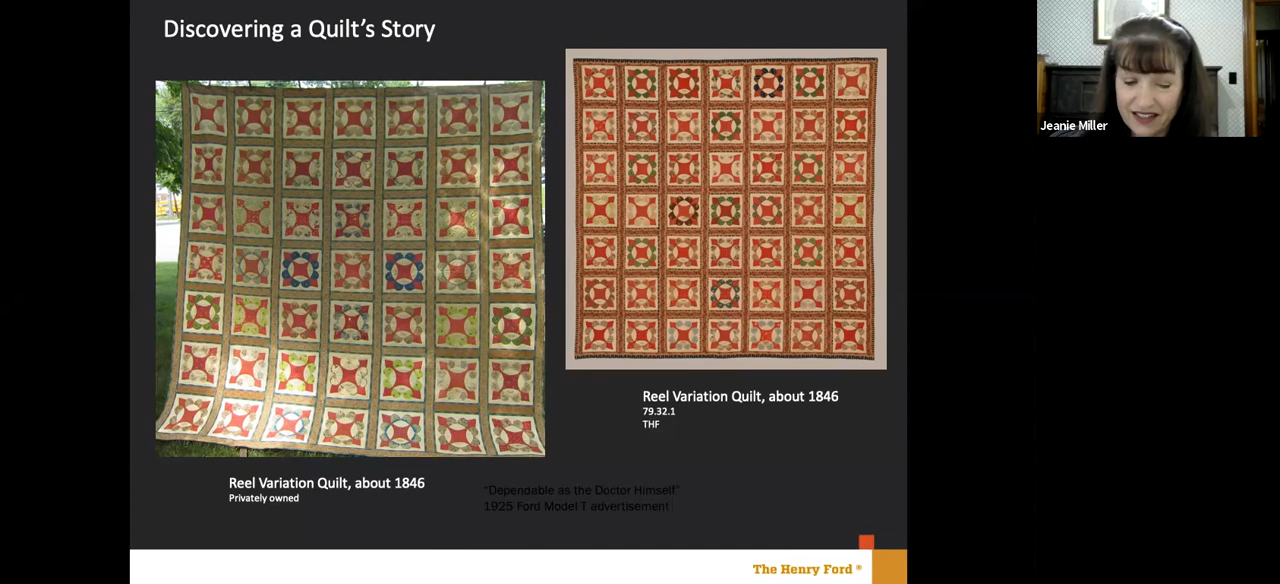 Discovering a Quilt's Story
Jeanie Miller
Reel Variation Quilt, about 1846
79.32.1
THF
Reel Variation Quilt, about 1846
Privately owned
"Dependable as the Doctor Himself"
1925 Ford Model T advertisement
The Henry Ford ®